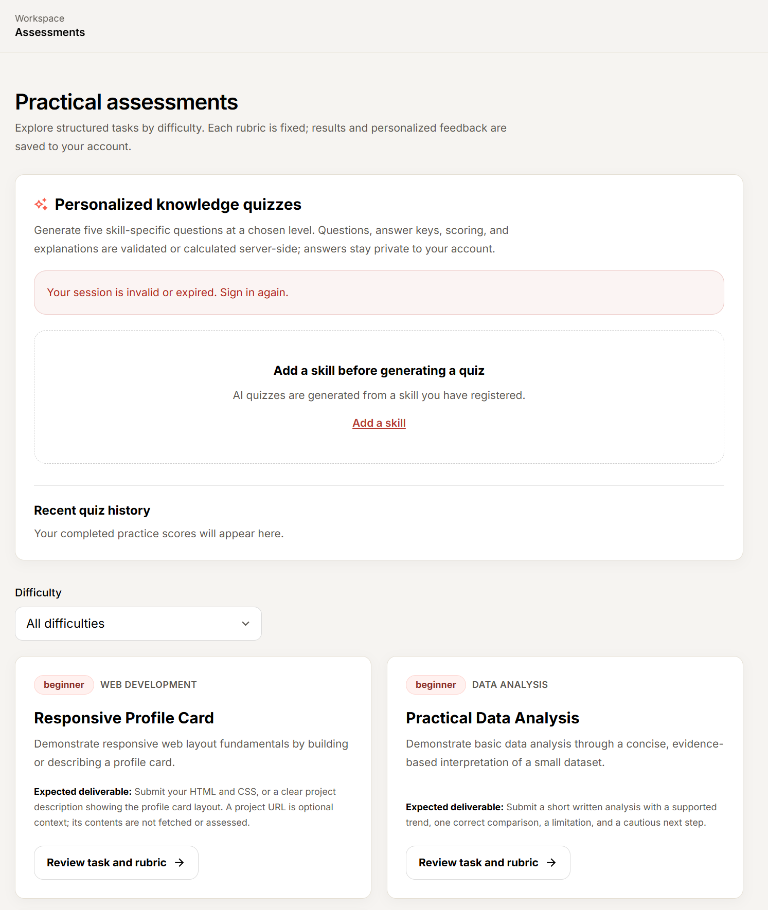 Workspace
Assessments
Practical assessments
Explore structured tasks by difficulty. Each rubric is fixed; results and personalized feedback are
saved to your account.
Personalized knowledge quizzes
Generate five skill-specific questions at a chosen level. Questions, answer keys, scoring, and
explanations are validated or calculated server-side; answers stay private to your account.
Your session is invalid or expired. Sign in again.
Add a skill before generating a quiz
AI quizzes are generated from a skill you have registered.
Add a skill
Recent quiz history
Your completed practice scores will appear here.
Difficulty
All difficulties
beginner WEB DEVELOPMENT
Responsive Profile Card
Demonstrate responsive web layout fundamentals by building
or describing a profile card.
Expected deliverable: Submit your HTML and CSS, or a clear project
description showing the profile card layout. A project URL is optional
context; its contents are not fetched or assessed.
Review task and rubric →
beginner DATA ANALYSIS
Practical Data Analysis
Demonstrate basic data analysis through a concise, evidence-
based interpretation of a small dataset.
Expected deliverable: Submit a short written analysis with a supported
trend, one correct comparison, a limitation, and a cautious next step.
Review task and rubric →